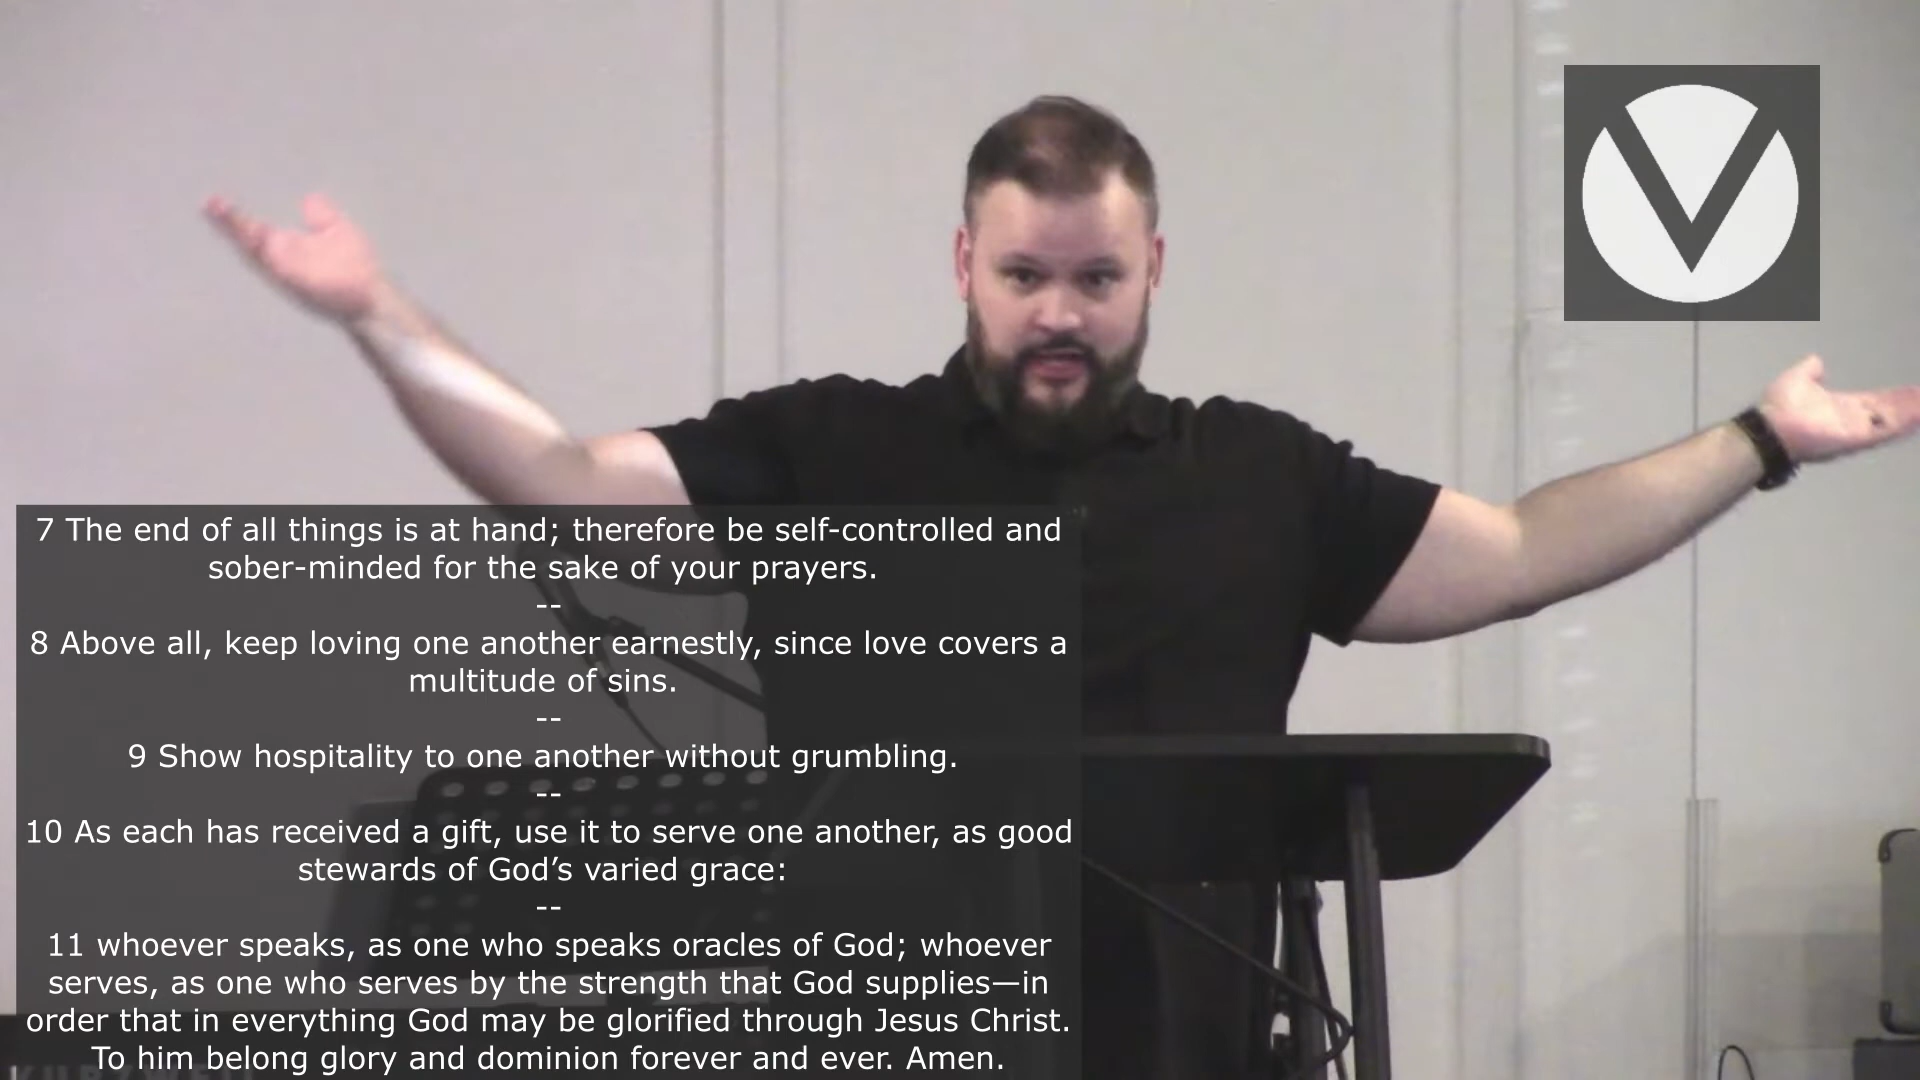 7 The end of all things is at hand; therefore be self-controlled and
sober-minded for the sake of your prayers.
--
8 Above all, keep loving one another earnestly, since love covers a
multitude of sins.
--
9 Show hospitality to one another without grumbling.
--
10 As each has received a gift, use it to serve one another, as good
stewards of God’s varied grace:
--
11 whoever speaks, as one who speaks oracles of God; whoever
serves, as one who serves by the strength that God supplies—in
order that in everything God may be glorified through Jesus Christ.
To him belong glory and dominion forever and ever. Amen.